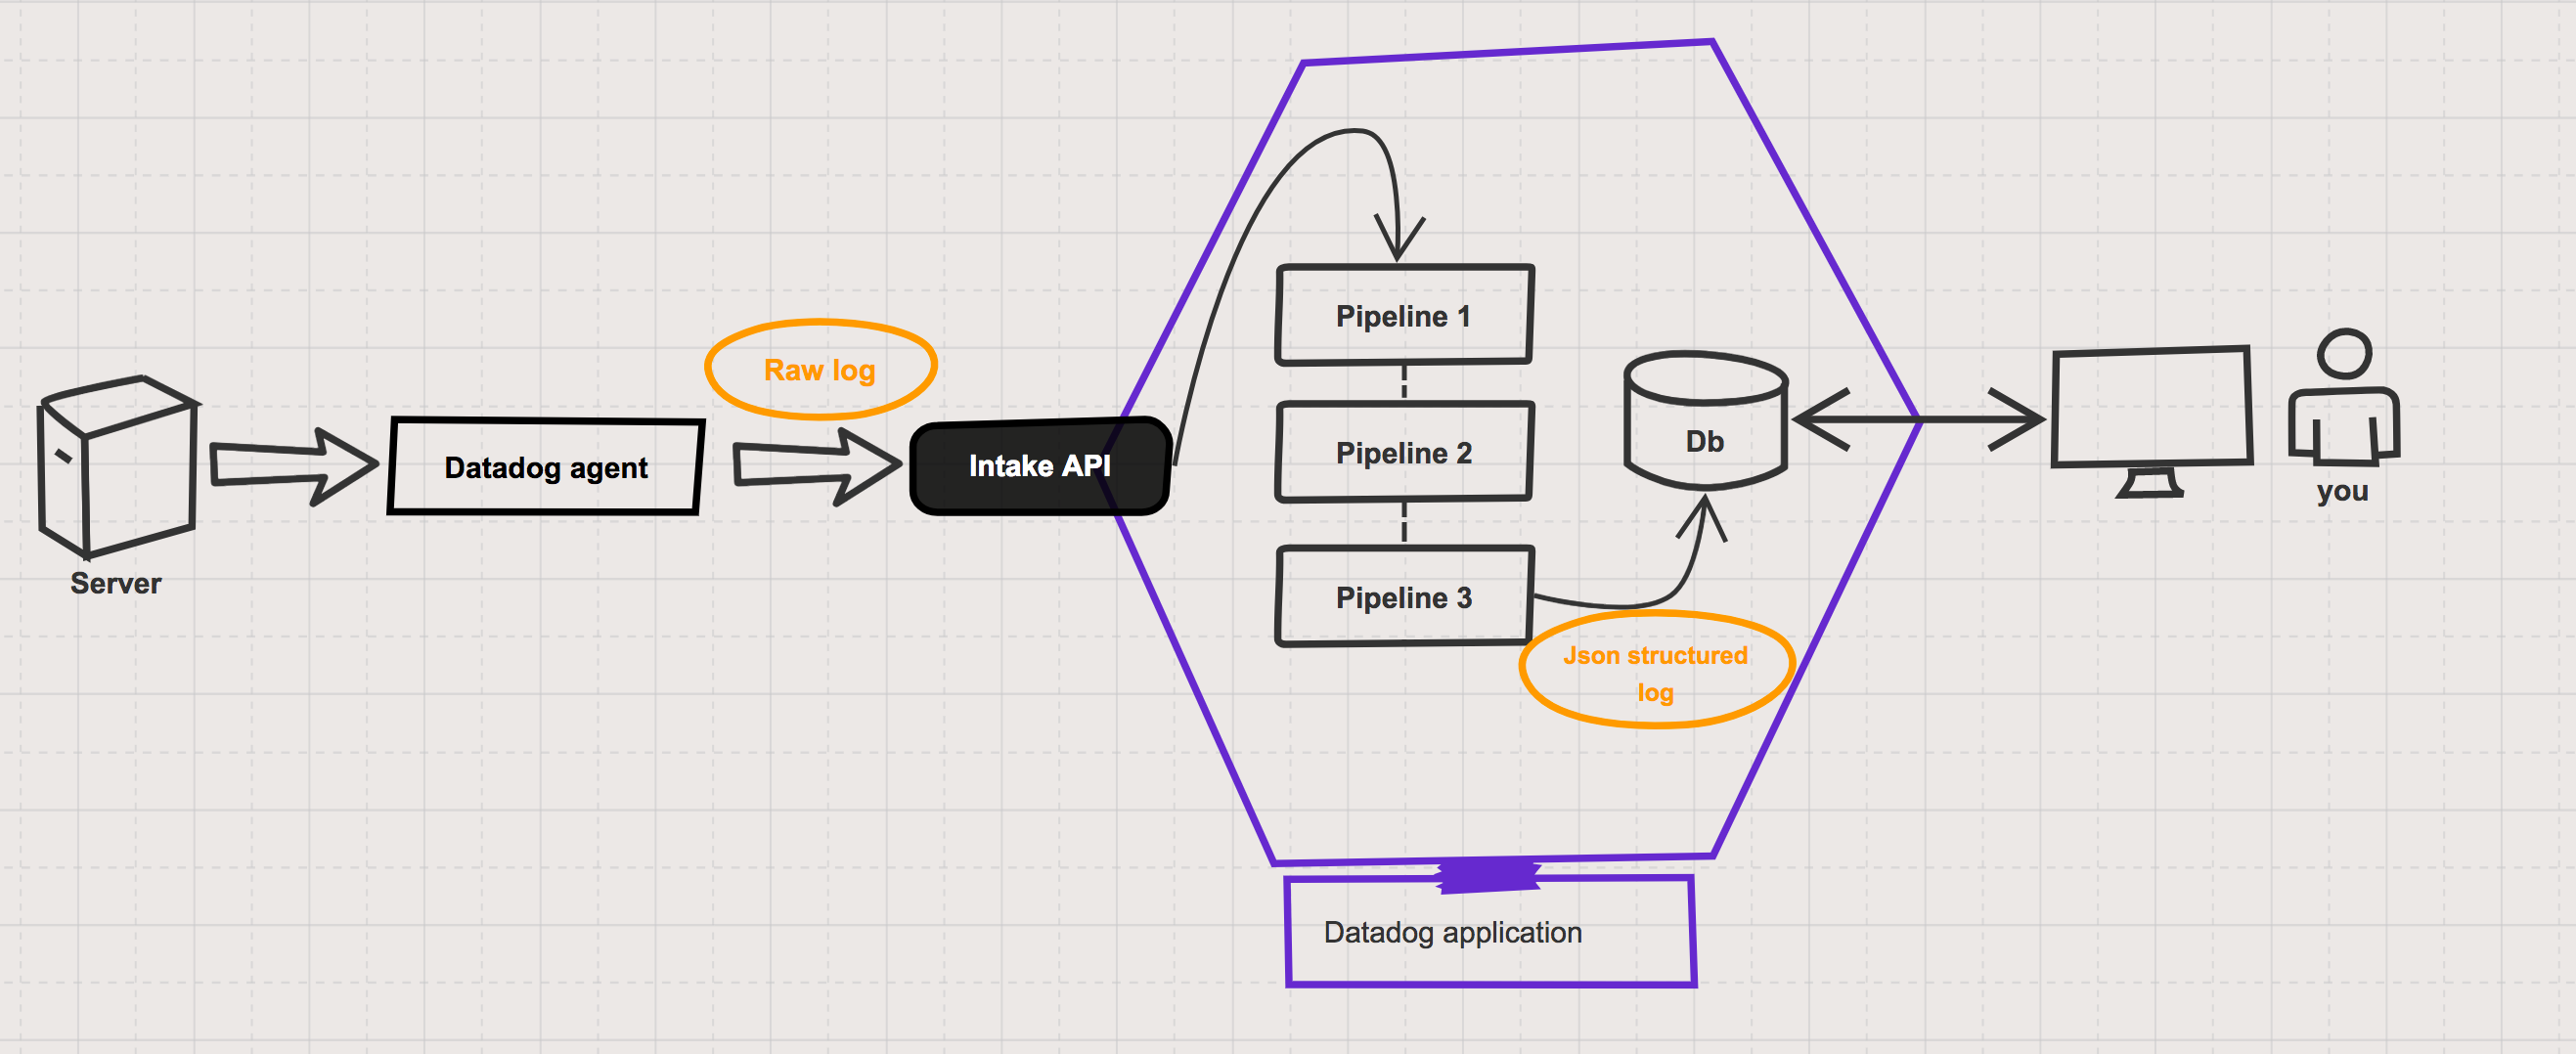 Server
Datadog agent
Raw log
Intake API
Pipeline 1
Pipeline 2
Pipeline 3
Json structured
log
Db
you
Datadog application